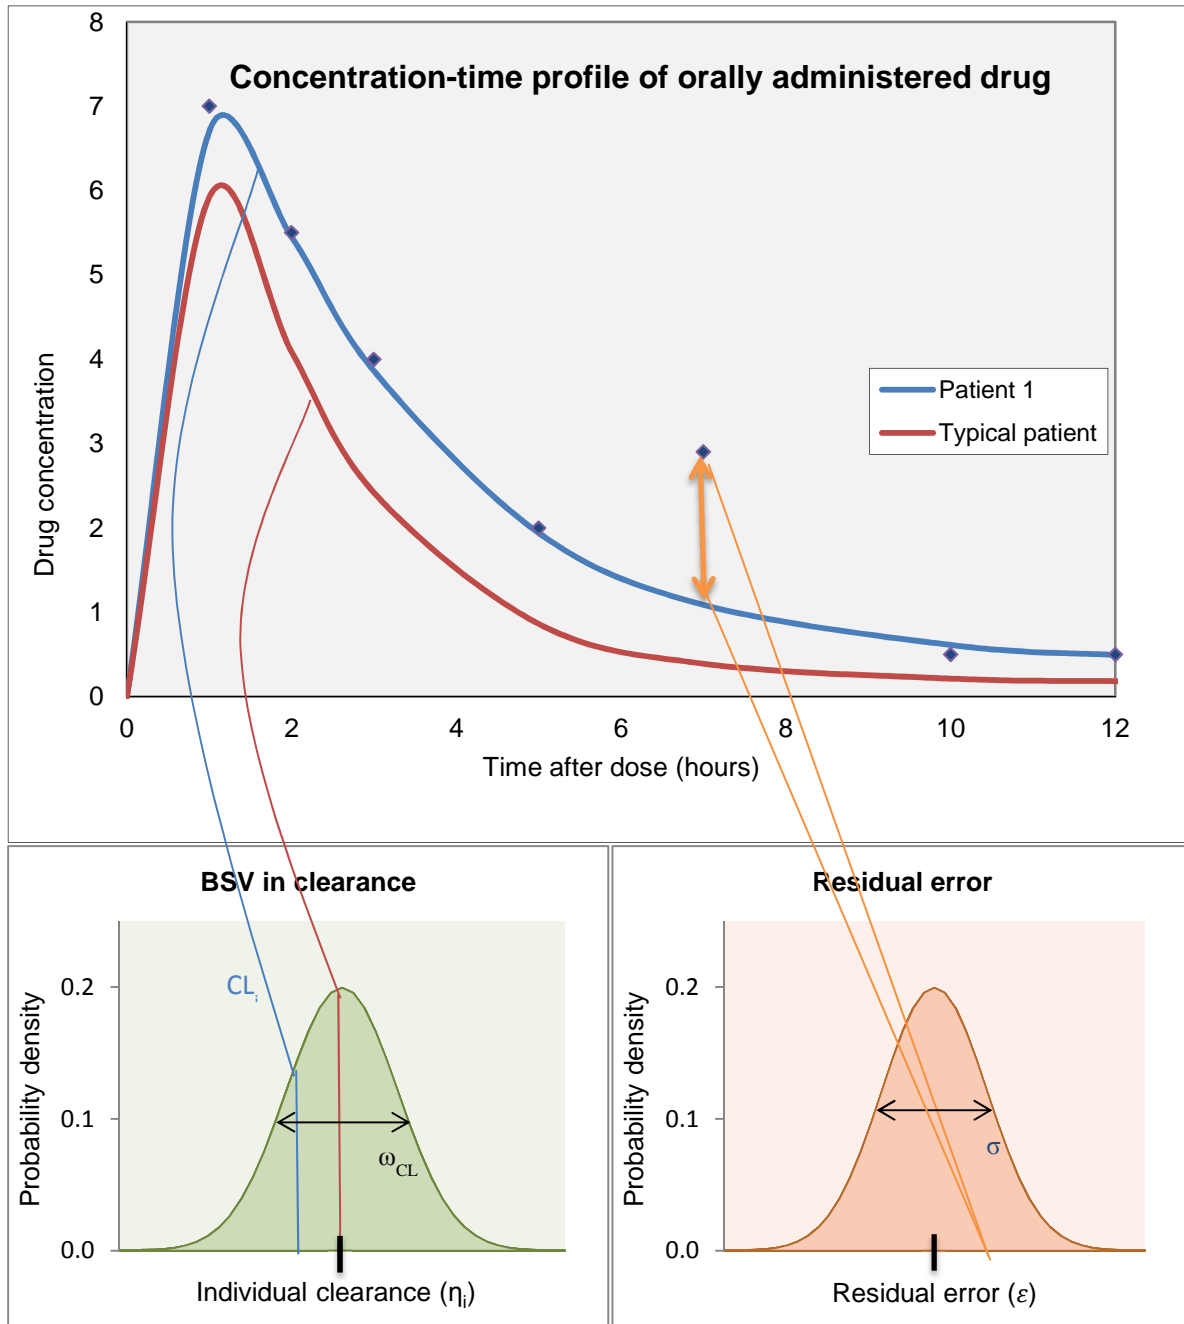 Concentration-time profile of orally administered drug
8
7
6
5
4
3
2
1
0
Drug concentration
Patient 1
Typical patient
0 2 4 6 8 10 12
Time after dose (hours)
BSV in clearance
0.2
0.1
0.0
Probability density
CLi
ωCL
Individual clearance (ηi)
Residual error
0.2
0.1
0.0
Probability density
σ
Residual error (ε)